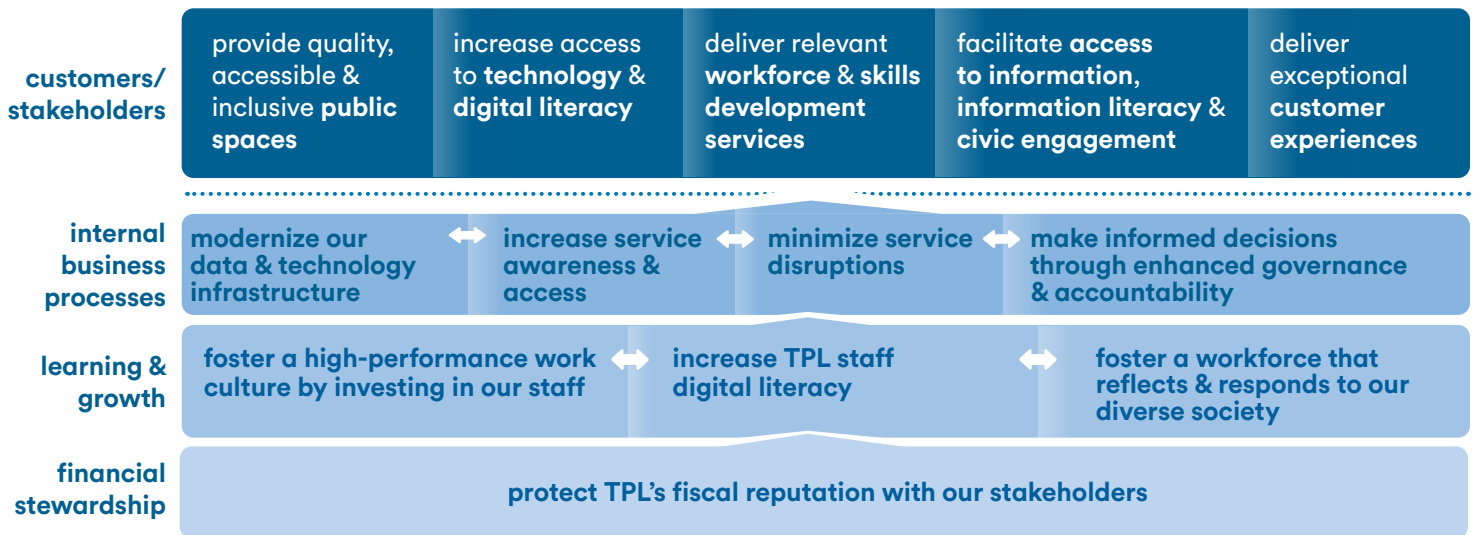 customers/
stakeholders
provide quality,
accessible &
inclusive public
spaces
increase access
to technology &
digital literacy
deliver relevant
workforce & skills
development
services
facilitate access
to information,
information literacy &
civic engagement
deliver
exceptional
customer
experiences
internal
business
processes
modernize our
data & technology
infrastructure
increase service
awareness &
access
minimize service
disruptions
make informed decisions
through enhanced governance
& accountability
learning &
growth
foster a high-performance work
culture by investing in our staff
increase TPL staff
digital literacy
foster a workforce that
reflects & responds to our
diverse society
financial
stewardship
protect TPL’s fiscal reputation with our stakeholders